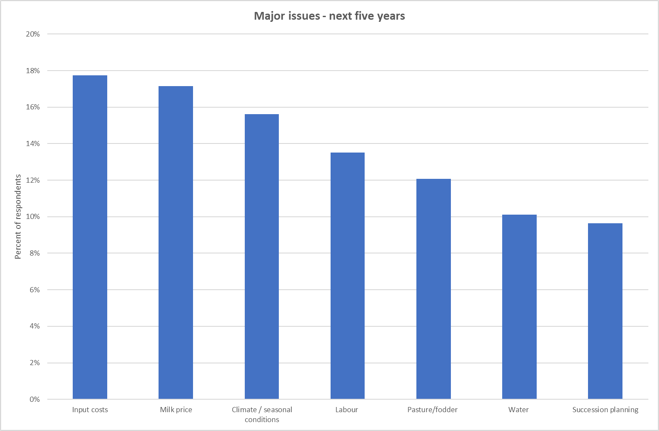 Major issues - next five years
Percent of respondents
20%
18%
16%
14%
12%
10%
8%
6%
4%
2%
0%
Input costs
Milk price
Climate / seasonal
conditions
Labour
Pasture/fodder
Water
Succession planning